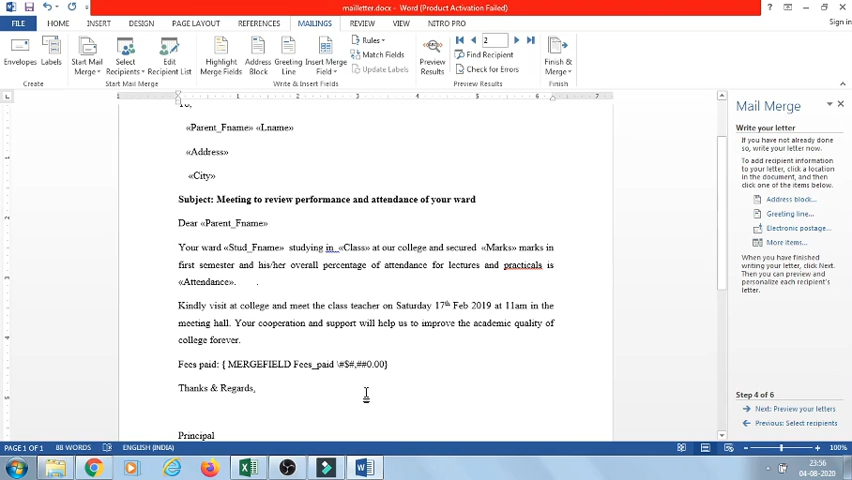 mailletter.docx - Word (Product Activation Failed)
FILE HOME INSERT DESIGN PAGE LAYOUT REFERENCES MAILINGS REVIEW VIEW NITRO PRO Sign in
Envelopes Labels Start Mail Merge Select Recipients Edit Recipient List Highlight Merge Fields Address Block Greeting Line Insert Merge Field Rules Match Fields Update Labels Preview Results 2 Find Recipient Check for Errors Finish & Merge
Create Start Mail Merge Write & Insert Fields Preview Results Finish
1 1 2 3 4 5 6 7
To,
«Parent_Fname» «Lname»
«Address»
«City»
Subject: Meeting to review performance and attendance of your ward
Dear «Parent_Fname»
Your ward «Stud_Fname» studying in «Class» at our college and secured «Marks» marks in
first semester and his/her overall percentage of attendance for lectures and practicals is
«Attendance». .
Kindly visit at college and meet the class teacher on Saturday 17th Feb 2019 at 11am in the
meeting hall. Your cooperation and support will help us to improve the academic quality of
college forever.
Fees paid: { MERGEFIELD Fees_paid \#$#,##0.00}
Thanks & Regards,
Principal
Mail Merge
Write your letter
If you have not already done
so, write your letter now.
To add recipient information to
your letter, click a location in
the document, and then click
one of the items below.
Address block...
Greeting line...
Electronic postage...
More items...
When you have finished
writing your letter, click Next.
Then you can preview and
personalize each recipient's
letter.
Step 4 of 6
Next: Preview your letters
Previous: Select recipients
PAGE 1 OF 1 88 WORDS ENGLISH (INDIA) 100%
23:56
04-08-2020